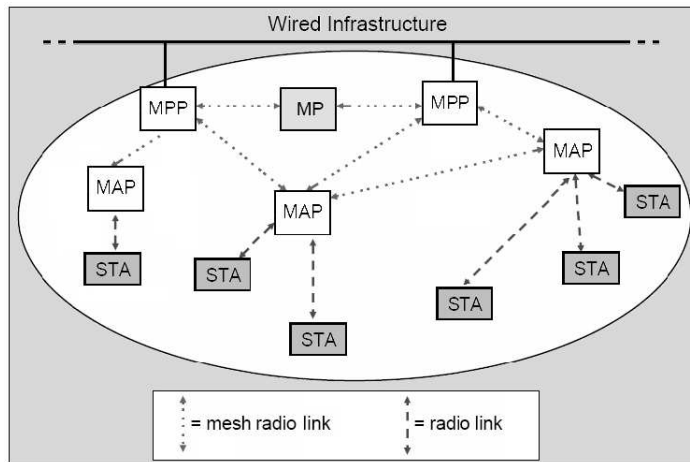 Wired Infrastructure
MPP
MP
MPP
MAP
MAP
MAP
STA
STA
STA
STA
STA
STA
= mesh radio link
= radio link